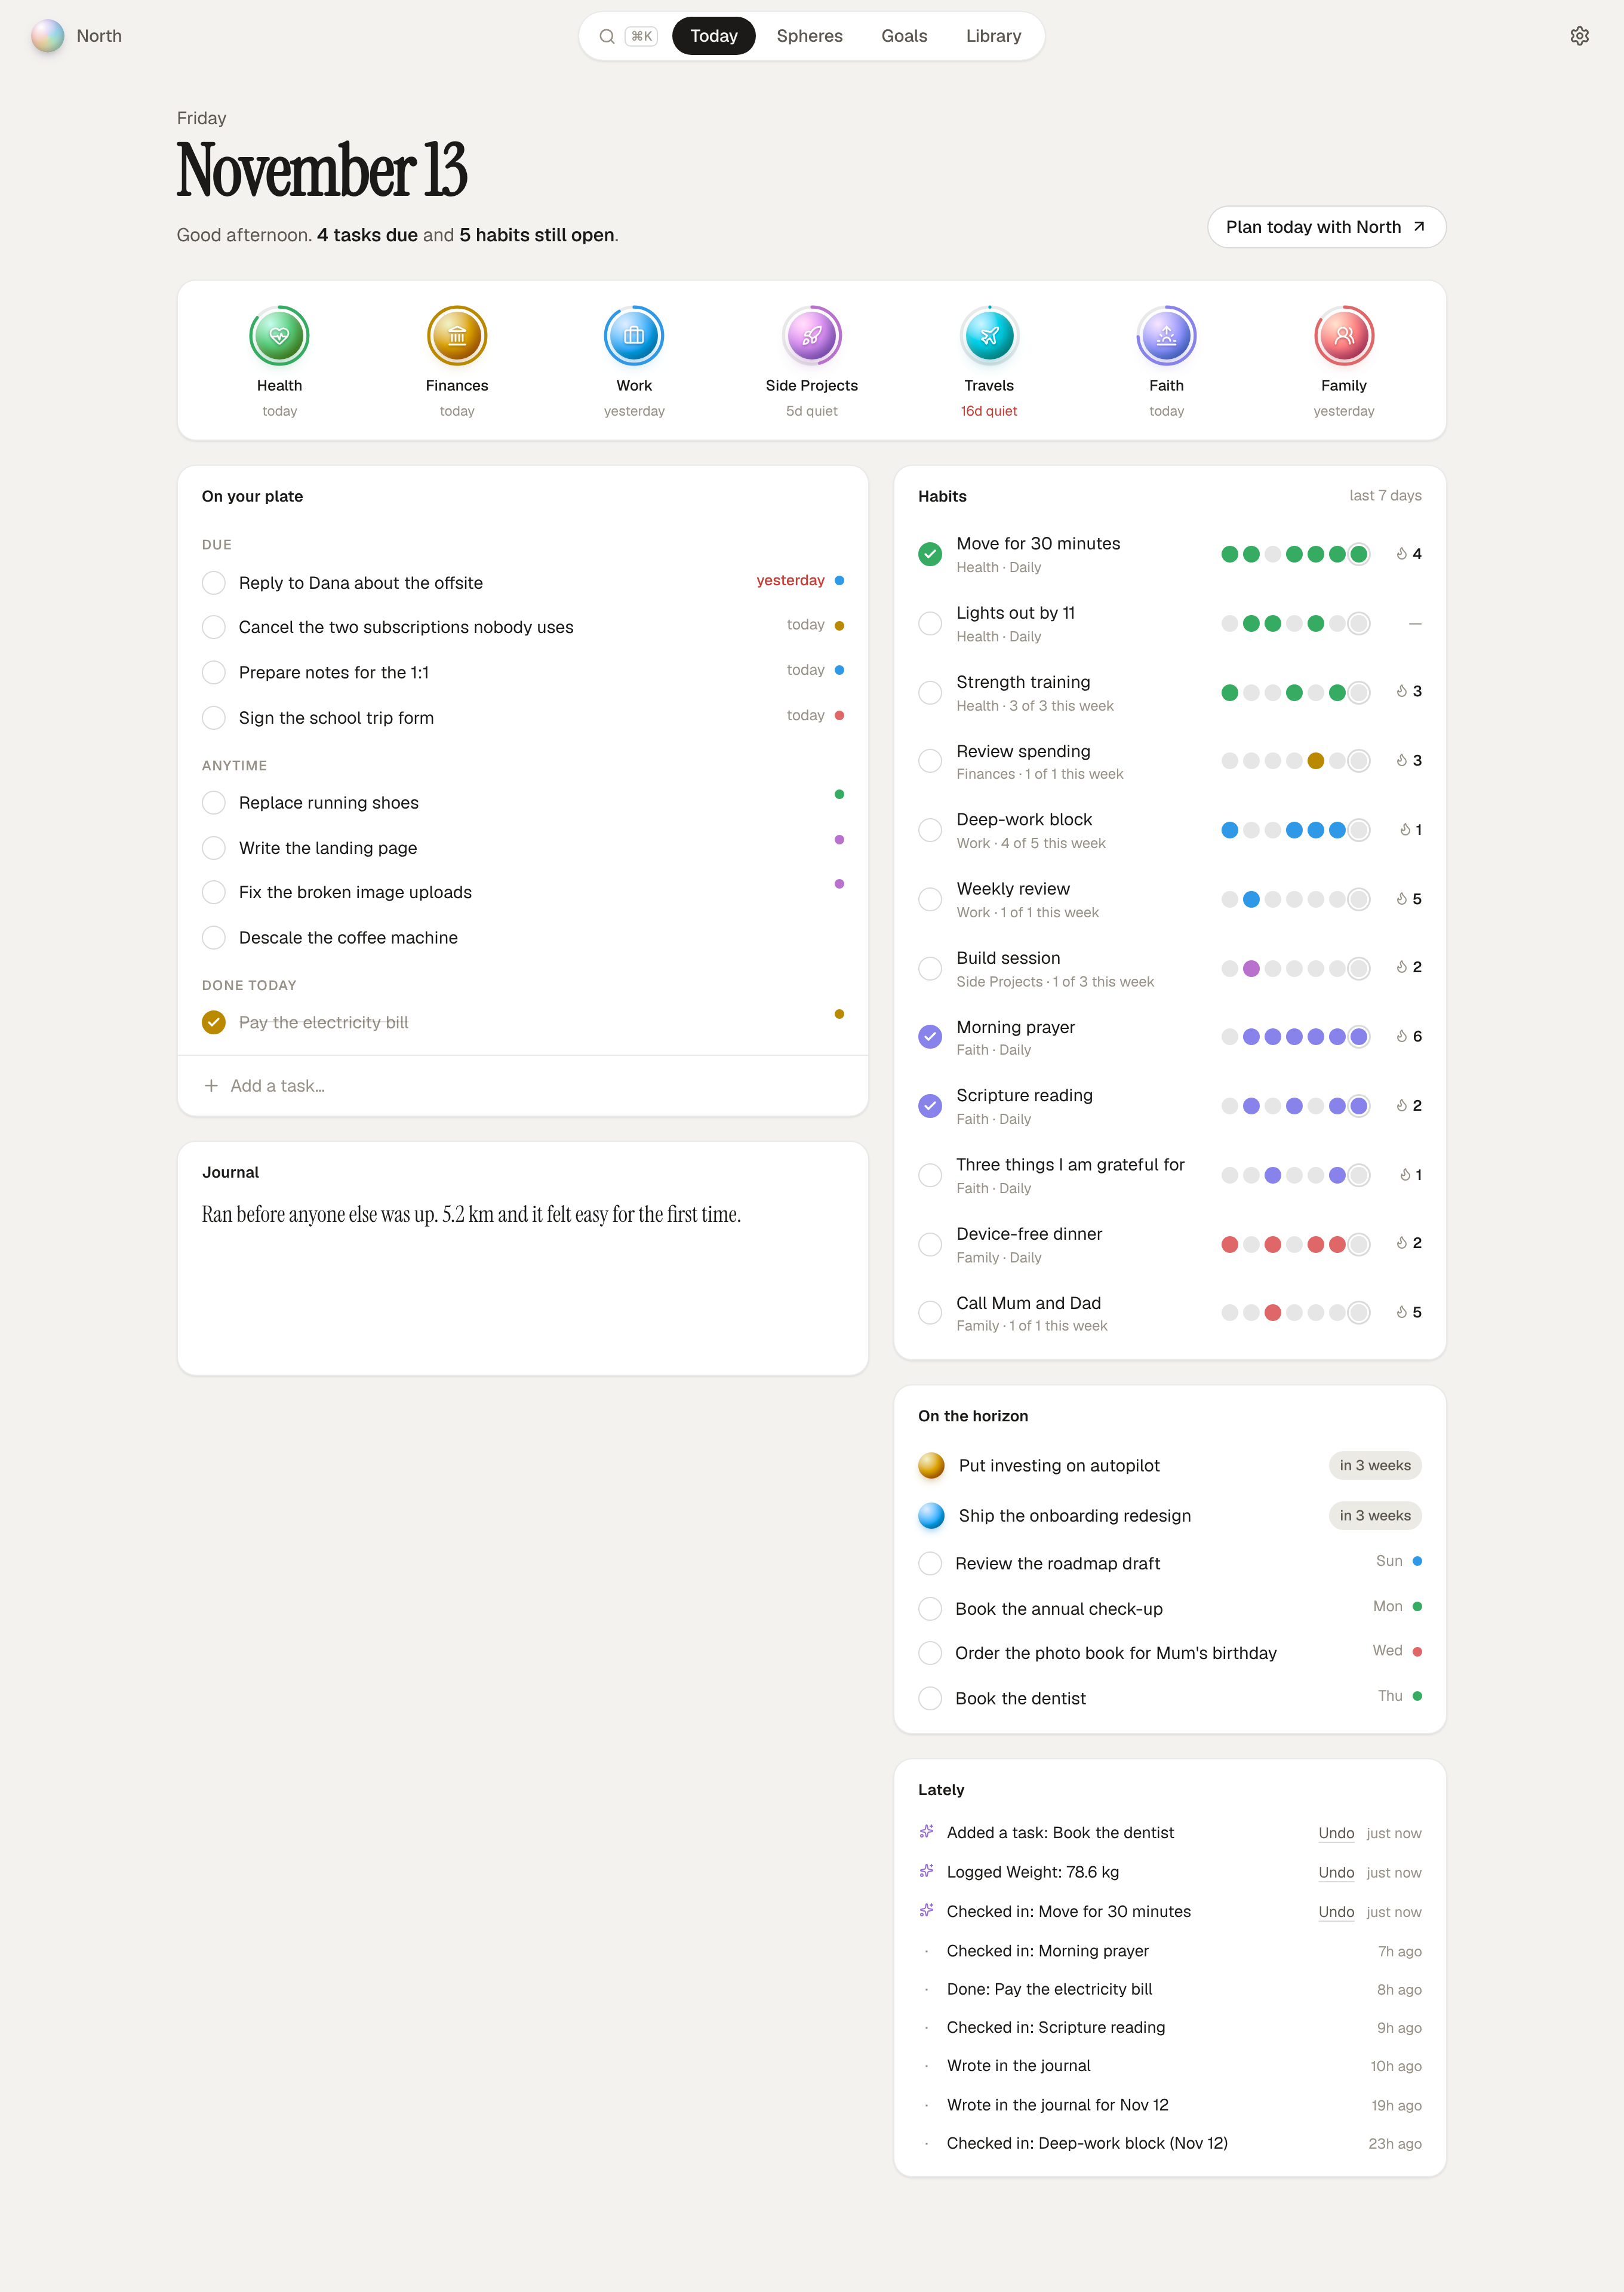 North
⌘K
Today
Spheres
Goals
Library
Friday
November 13
Good afternoon. 4 tasks due and 5 habits still open.
Plan today with North
Health
today
Finances
today
Work
yesterday
Side Projects
5d quiet
Travels
16d quiet
Faith
today
Family
yesterday
On your plate
DUE
Reply to Dana about the offsite yesterday
Cancel the two subscriptions nobody uses today
Prepare notes for the 1:1 today
Sign the school trip form today
ANYTIME
Replace running shoes
Write the landing page
Fix the broken image uploads
Descale the coffee machine
DONE TODAY
Pay the electricity bill
Add a task...
Journal
Ran before anyone else was up. 5.2 km and it felt easy for the first time.
Habits last 7 days
Move for 30 minutes
Health · Daily
4
Lights out by 11
Health · Daily
—
Strength training
Health · 3 of 3 this week
3
Review spending
Finances · 1 of 1 this week
3
Deep-work block
Work · 4 of 5 this week
1
Weekly review
Work · 1 of 1 this week
5
Build session
Side Projects · 1 of 3 this week
2
Morning prayer
Faith · Daily
6
Scripture reading
Faith · Daily
2
Three things I am grateful for
Faith · Daily
1
Device-free dinner
Family · Daily
2
Call Mum and Dad
Family · 1 of 1 this week
5
On the horizon
Put investing on autopilot in 3 weeks
Ship the onboarding redesign in 3 weeks
Review the roadmap draft Sun
Book the annual check-up Mon
Order the photo book for Mum's birthday Wed
Book the dentist Thu
Lately
Added a task: Book the dentist Undo just now
Logged Weight: 78.6 kg Undo just now
Checked in: Move for 30 minutes Undo just now
· Checked in: Morning prayer 7h ago
· Done: Pay the electricity bill 8h ago
· Checked in: Scripture reading 9h ago
· Wrote in the journal 10h ago
· Wrote in the journal for Nov 12 19h ago
· Checked in: Deep-work block (Nov 12) 23h ago